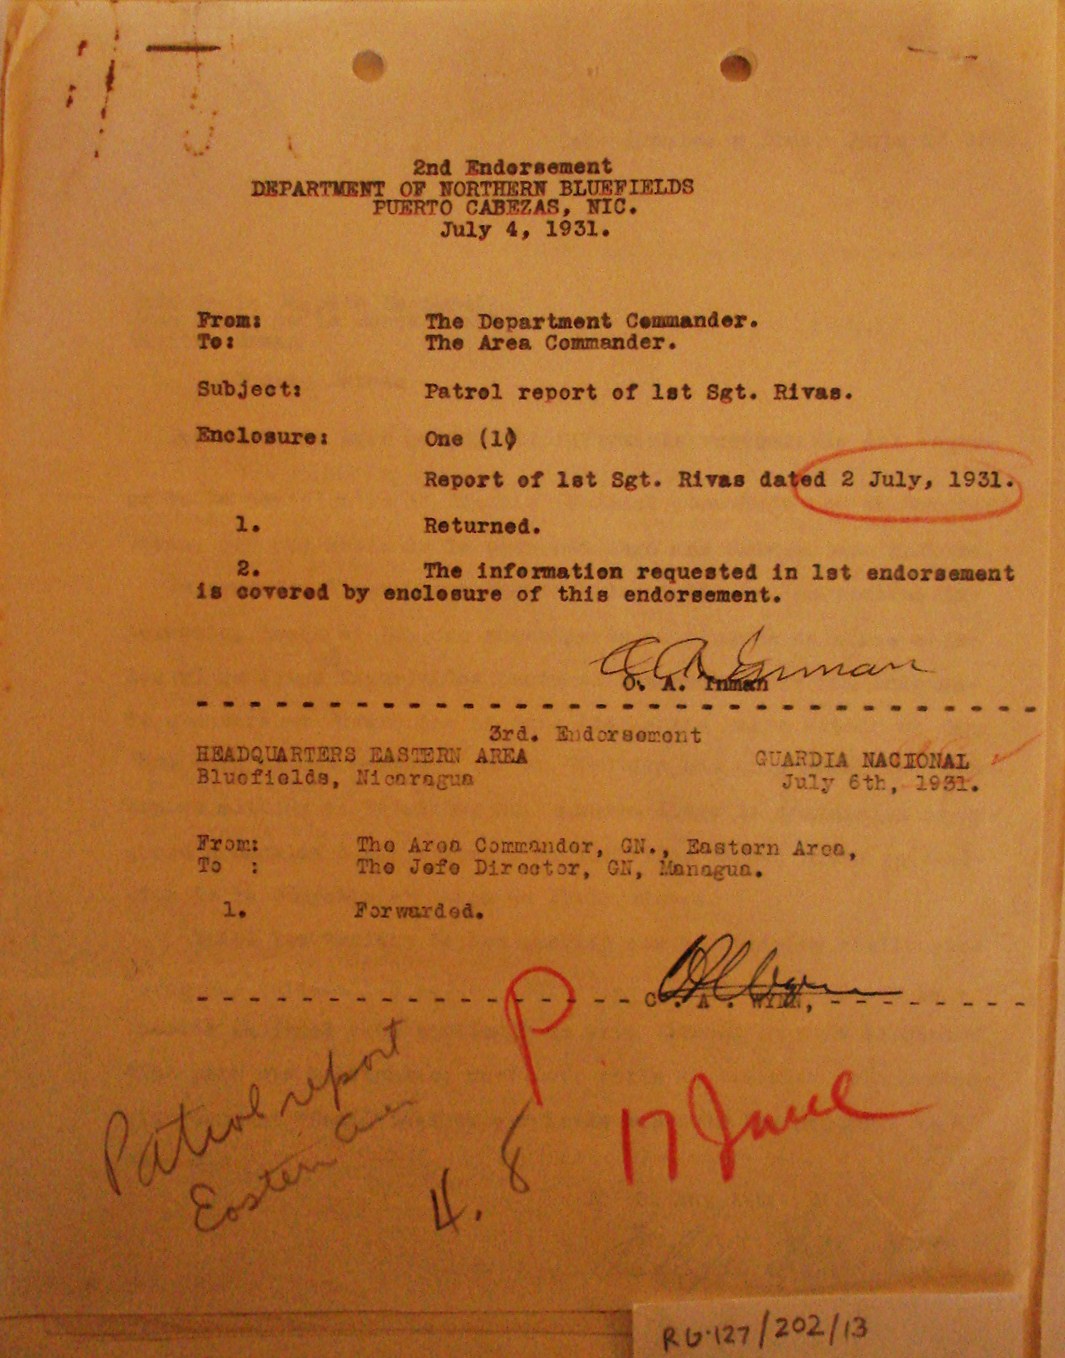 2nd Endorsement
DEPARTMENT OF NORTHERN BLUEFIELDS
PUERTO CABEZAS, NIC.
July 4, 1931.
From: The Department Commander.
To: The Area Commander.
Subject: Patrol report of 1st Sgt. Rivas.
Enclosure: One (1)
Report of 1st Sgt. Rivas dated 2 July, 1931.
1. Returned.
2. The information requested in 1st endorsement
is covered by enclosure of this endorsement.
O. A. Inman
O. A. Inman
3rd. Endorsement
HEADQUARTERS EASTERN AREA GUARDIA NACIONAL
Bluefields, Nicaragua July 6th, 1931.
From: The Area Commander, GN., Eastern Area,
To : The Jefe Director, GN, Managua.
1. Forwarded.
C. A. WYNN,
P
Patrol report
Eastern Area
4. 8
17 June
RG 127/202/13